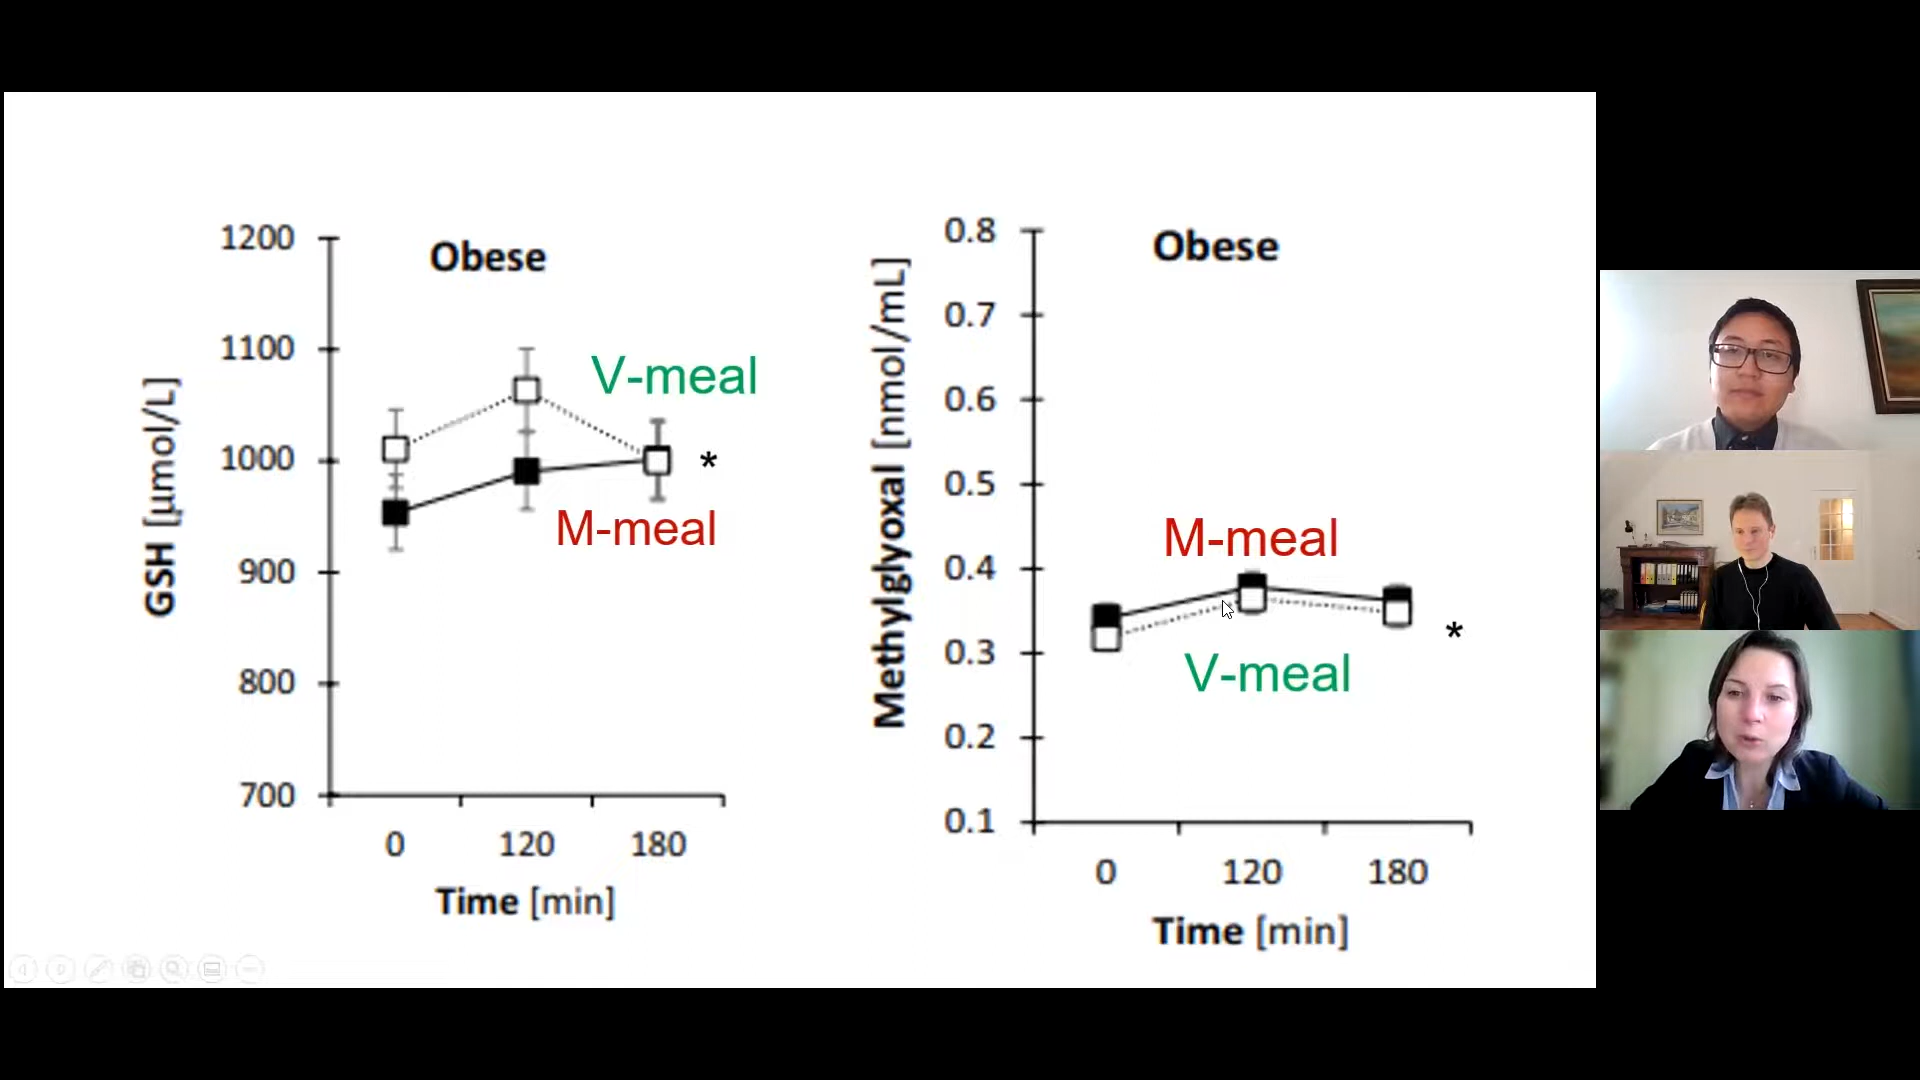 Obese
1200
1100
1000
900
800
700
GSH [µmol/L]
V-meal
*
M-meal
0 120 180
Time [min]
Obese
0.8
0.7
0.6
0.5
0.4
0.3
0.2
0.1
Methylglyoxal [nmol/mL]
M-meal
*
V-meal
0 120 180
Time [min]